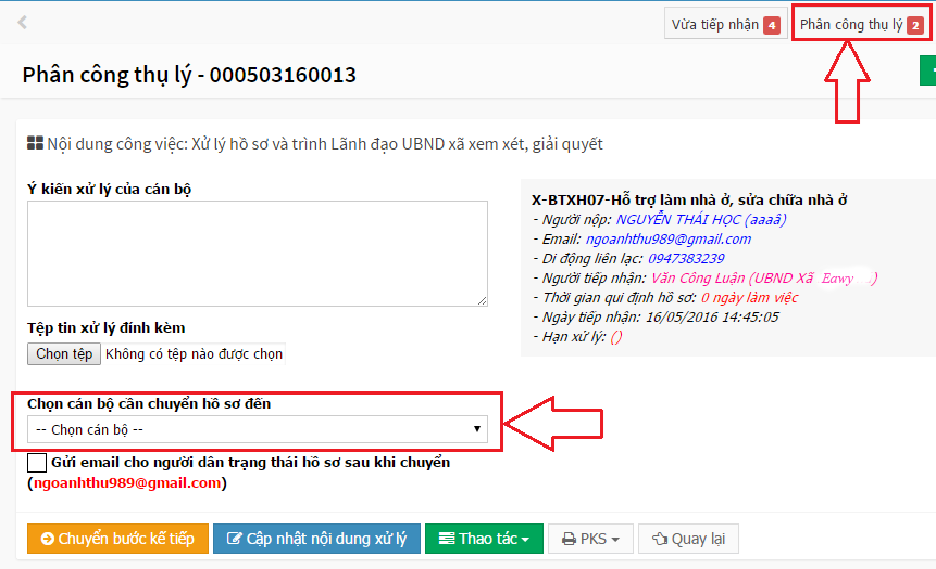 Vừa tiếp nhận 4
Phân công thụ lý 2
Phân công thụ lý - 000503160013
Nội dung công việc: Xử lý hồ sơ và trình Lãnh đạo UBND xã xem xét, giải quyết
Ý kiến xử lý của cán bộ
Tệp tin xử lý đính kèm
Chọn tệp Không có tệp nào được chọn
Chọn cán bộ cần chuyển hồ sơ đến
-- Chọn cán bộ --
Gửi email cho người dân trạng thái hồ sơ sau khi chuyển
(ngoanhthu989@gmail.com)
X-BTXH07-Hỗ trợ làm nhà ở, sửa chữa nhà ở
- Người nộp: NGUYỄN THÁI HỌC (aaaâ)
- Email: ngoanhthu989@gmail.com
- Di động liên lạc: 0947383239
- Người tiếp nhận: Văn Công Luận (UBND Xã Eawy )
- Thời gian qui định hồ sơ: 0 ngày làm việc
- Ngày tiếp nhận: 16/05/2016 14:45:05
- Hạn xử lý: ()
Chuyển bước kế tiếp
Cập nhật nội dung xử lý
Thao tác
PKS
Quay lại